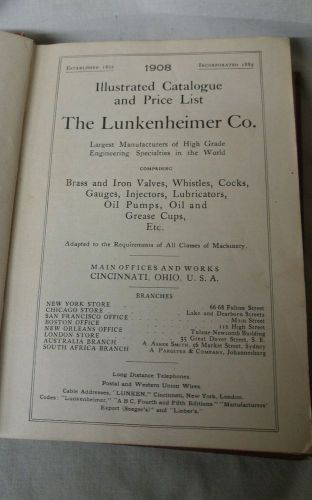 ESTABLISHED 1862 1908 INCORPORATED 1889
Illustrated Catalogue
and Price List
The Lunkenheimer Co.
Largest Manufacturers of High Grade
Engineering Specialties in the World
COMPRISING
Brass and Iron Valves, Whistles, Cocks,
Gauges, Injectors, Lubricators,
Oil Pumps, Oil and
Grease Cups,
Etc.
Adapted to the Requirements of All Classes of Machinery.
MAIN OFFICES AND WORKS
CINCINNATI, OHIO, U. S. A.
BRANCHES
NEW YORK STORE 66-68 Fulton Street
CHICAGO STORE Lake and Dearborn Streets
SAN FRANCISCO OFFICE Main Street
BOSTON OFFICE 112 High Street
NEW ORLEANS OFFICE Tulane-Newcomb Building
LONDON STORE 35 Great Dover Street, S. E.
AUSTRALIA BRANCH A. ASHER SMITH, 56 Market Street, Sydney
SOUTH AFRICA BRANCH A. PARGITER & COMPANY, Johannesburg
Long Distance Telephones.
Postal and Western Union Wires.
Cable Addresses, "LUNKEN," Cincinnati, New York, London.
Codes: "Lunkenheimer," "A B C, Fourth and Fifth Editions," "Manufacturers'
Export (Seeger's)" and "Lieber's."